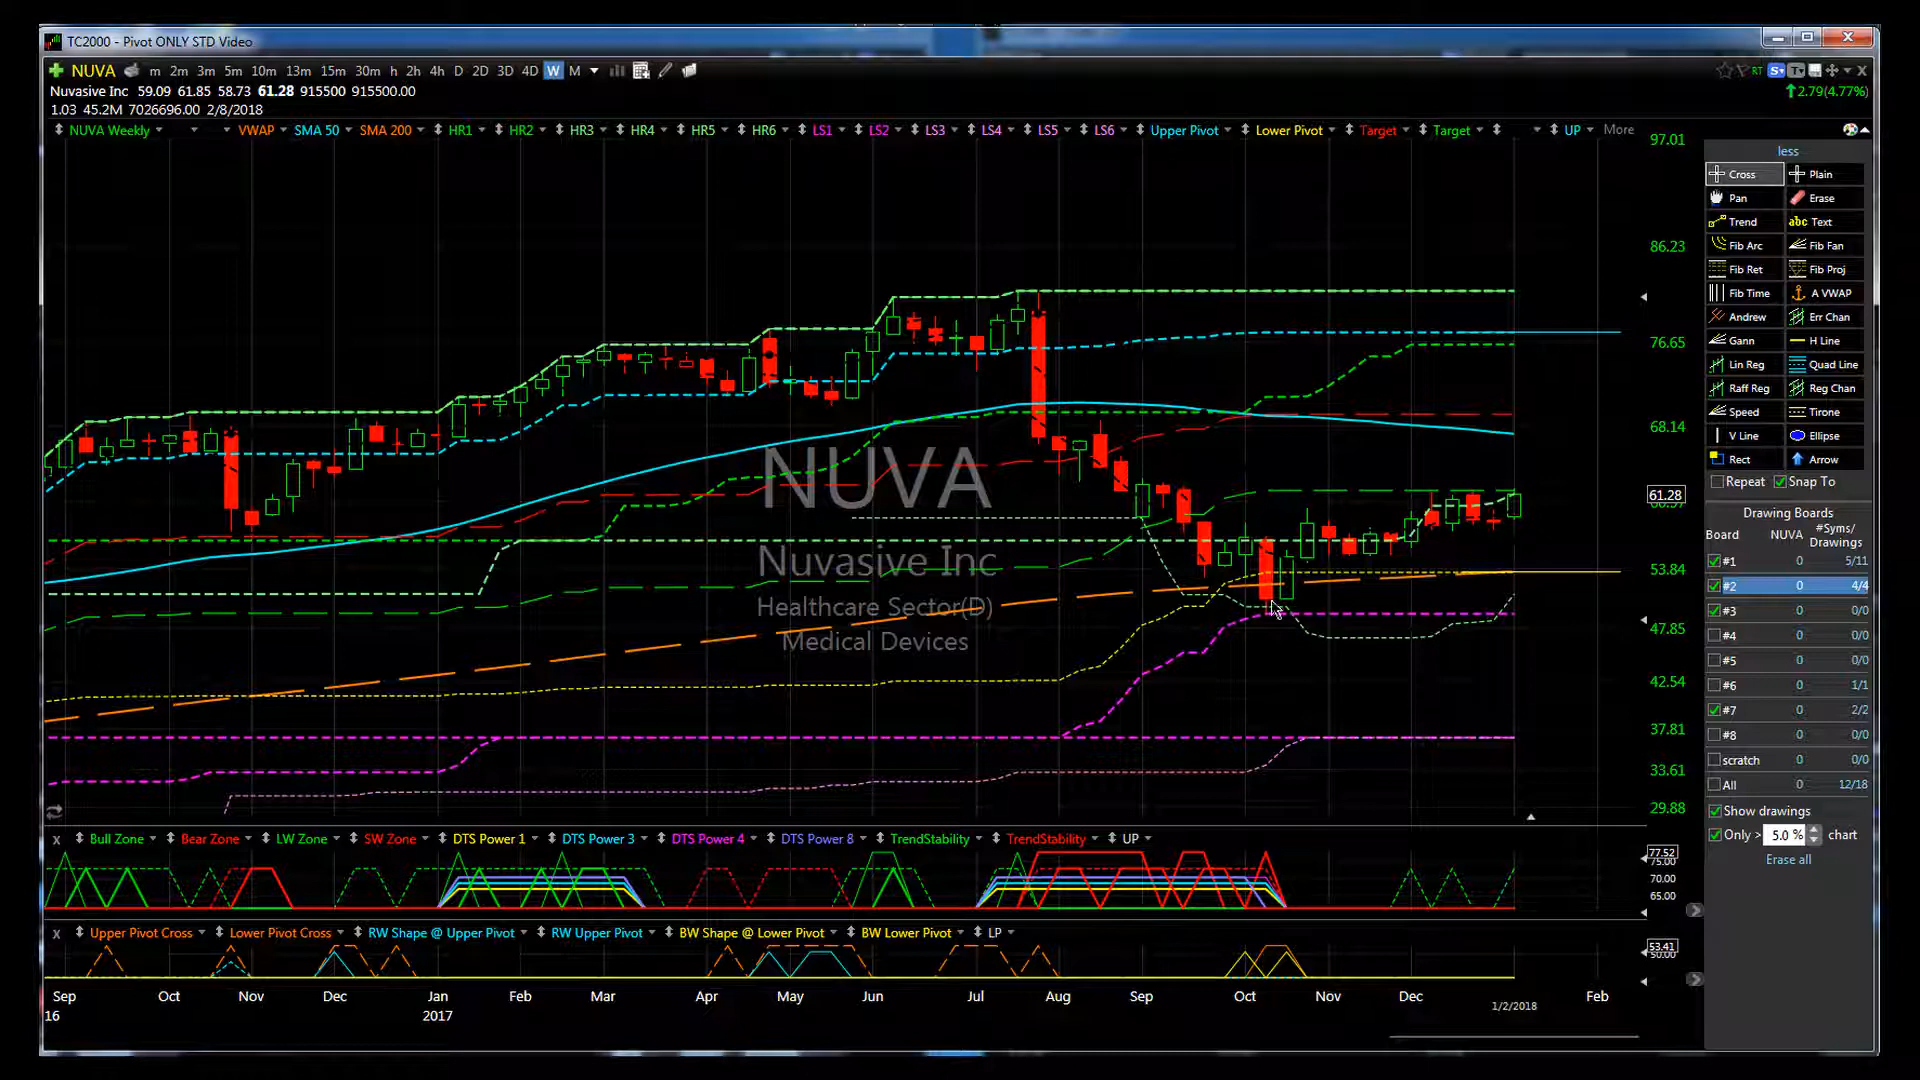 TC2000 - Pivot ONLY STD Video
NUVA m 2m 3m 5m 10m 13m 15m 30m h 2h 4h D 2D 3D 4D W M
RT
Nuvasive Inc 59.09 61.85 58.73 61.28 915500 915500.00
2.79(4.77%)
1.03 45.2M 7026696.00 2/8/2018
NUVA Weekly VWAP SMA 50 SMA 200 HR1 HR2 HR3 HR4 HR5 HR6 LS1 LS2 LS3 LS4 LS5 LS6 Upper Pivot Lower Pivot Target Target UP More
97.01
86.23
76.65
68.14
61.28
53.84
47.85
42.54
37.81
33.61
29.88
NUVA
Nuvasive Inc
Healthcare Sector(D)
Medical Devices
less
Cross Plain
Pan Erase
Trend abc Text
Fib Arc Fib Fan
Fib Ret Fib Proj
Fib Time A VWAP
Andrew Err Chan
Gann H Line
Lin Reg Quad Line
Raff Reg Reg Chan
Speed Tirone
V Line Ellipse
Rect Arrow
Repeat Snap To
Drawing Boards
#Syms/
Board NUVA Drawings
#1 0 5/11
#2 0 4/4
#3 0 0/0
#4 0 0/0
#5 0 0/0
#6 0 1/1
#7 0 2/2
#8 0 0/0
scratch 0 0/0
All 0 12/18
Show drawings
Only > 5.0 % chart
Erase all
x Bull Zone Bear Zone LW Zone SW Zone DTS Power 1 DTS Power 3 DTS Power 4 DTS Power 8 TrendStability TrendStability UP
77.52
75.00
70.00
65.00
x Upper Pivot Cross Lower Pivot Cross RW Shape @ Upper Pivot RW Upper Pivot BW Shape @ Lower Pivot BW Lower Pivot LP
53.41
50.00
Sep Oct Nov Dec Jan Feb Mar Apr May Jun Jul Aug Sep Oct Nov Dec 1/2/2018 Feb
16 2017